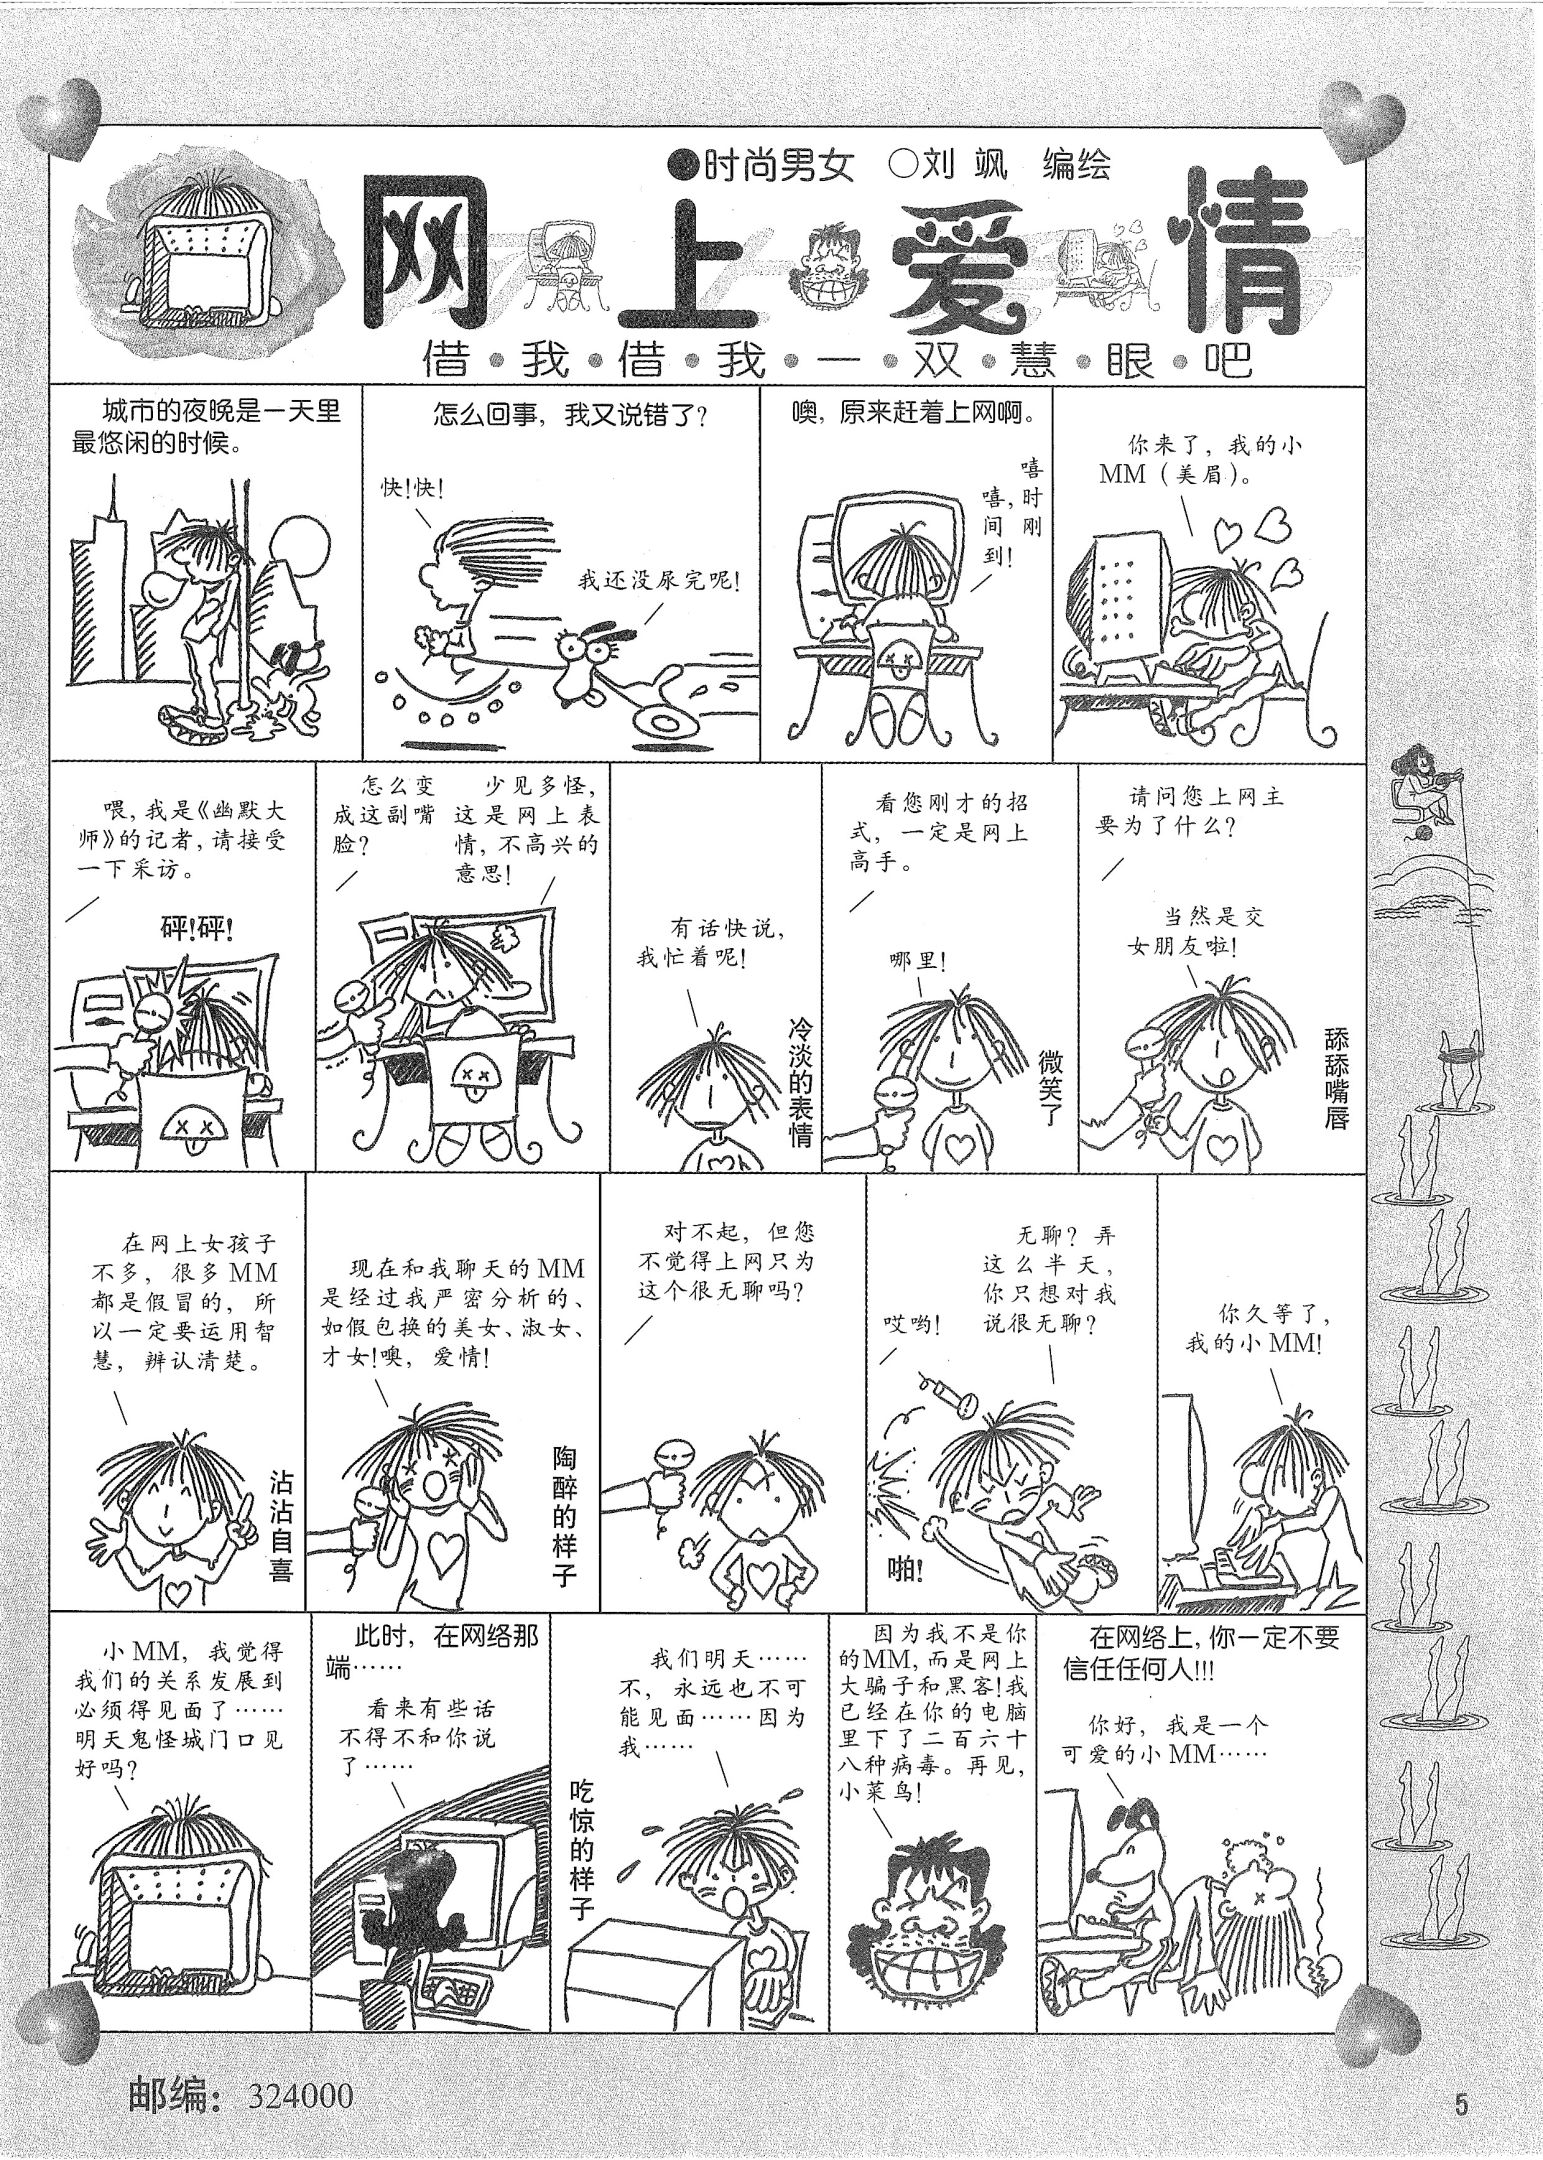 ●时尚男女 ○刘飒 编绘
网上爱情
借·我·借·我·一·双·慧·眼·吧
城市的夜晚是一天里
最悠闲的时候。
怎么回事，我又说错了？
快！快！
我还没尿完呢！
噢，原来赶着上网啊。
嘻
嘻，时
间刚
到！
你来了，我的小
MM（美眉）。
喂，我是《幽默大
师》的记者，请接受
一下采访。
砰！砰！
怎么变
成这副嘴
脸？
少见多怪，
这是网上表
情，不高兴的
意思！
有话快说，
我忙着呢！
冷淡的表情
看您刚才的招
式，一定是网上
高手。
哪里！
微笑了
请问您上网主
要为了什么？
当然是交
女朋友啦！
舔舔嘴唇
在网上女孩子
不多，很多MM
都是假冒的，所
以一定要运用智
慧，辨认清楚。
沾沾自喜
现在和我聊天的MM
是经过我严密分析的、
如假包换的美女、淑女、
才女！噢，爱情！
陶醉的样子
对不起，但您
不觉得上网只为
这个很无聊吗？
哎哟！
无聊？弄
这么半天，
你只想对我
说很无聊？
啪！
你久等了，
我的小MM！
小MM，我觉得
我们的关系发展到
必须得见面了……
明天鬼怪城门口见
好吗？
此时，在网络那
端……
看来有些话
不得不和你说
了……
我们明天……
不，永远也不可
能见面……因为
我……
吃惊的样子
因为我不是你
的MM，而是网上
大骗子和黑客！我
已经在你的电脑
里下了二百六十
八种病毒。再见，
小菜鸟！
在网络上，你一定不要
信任任何人！！！
你好，我是一个
可爱的小MM……
邮编：324000
5